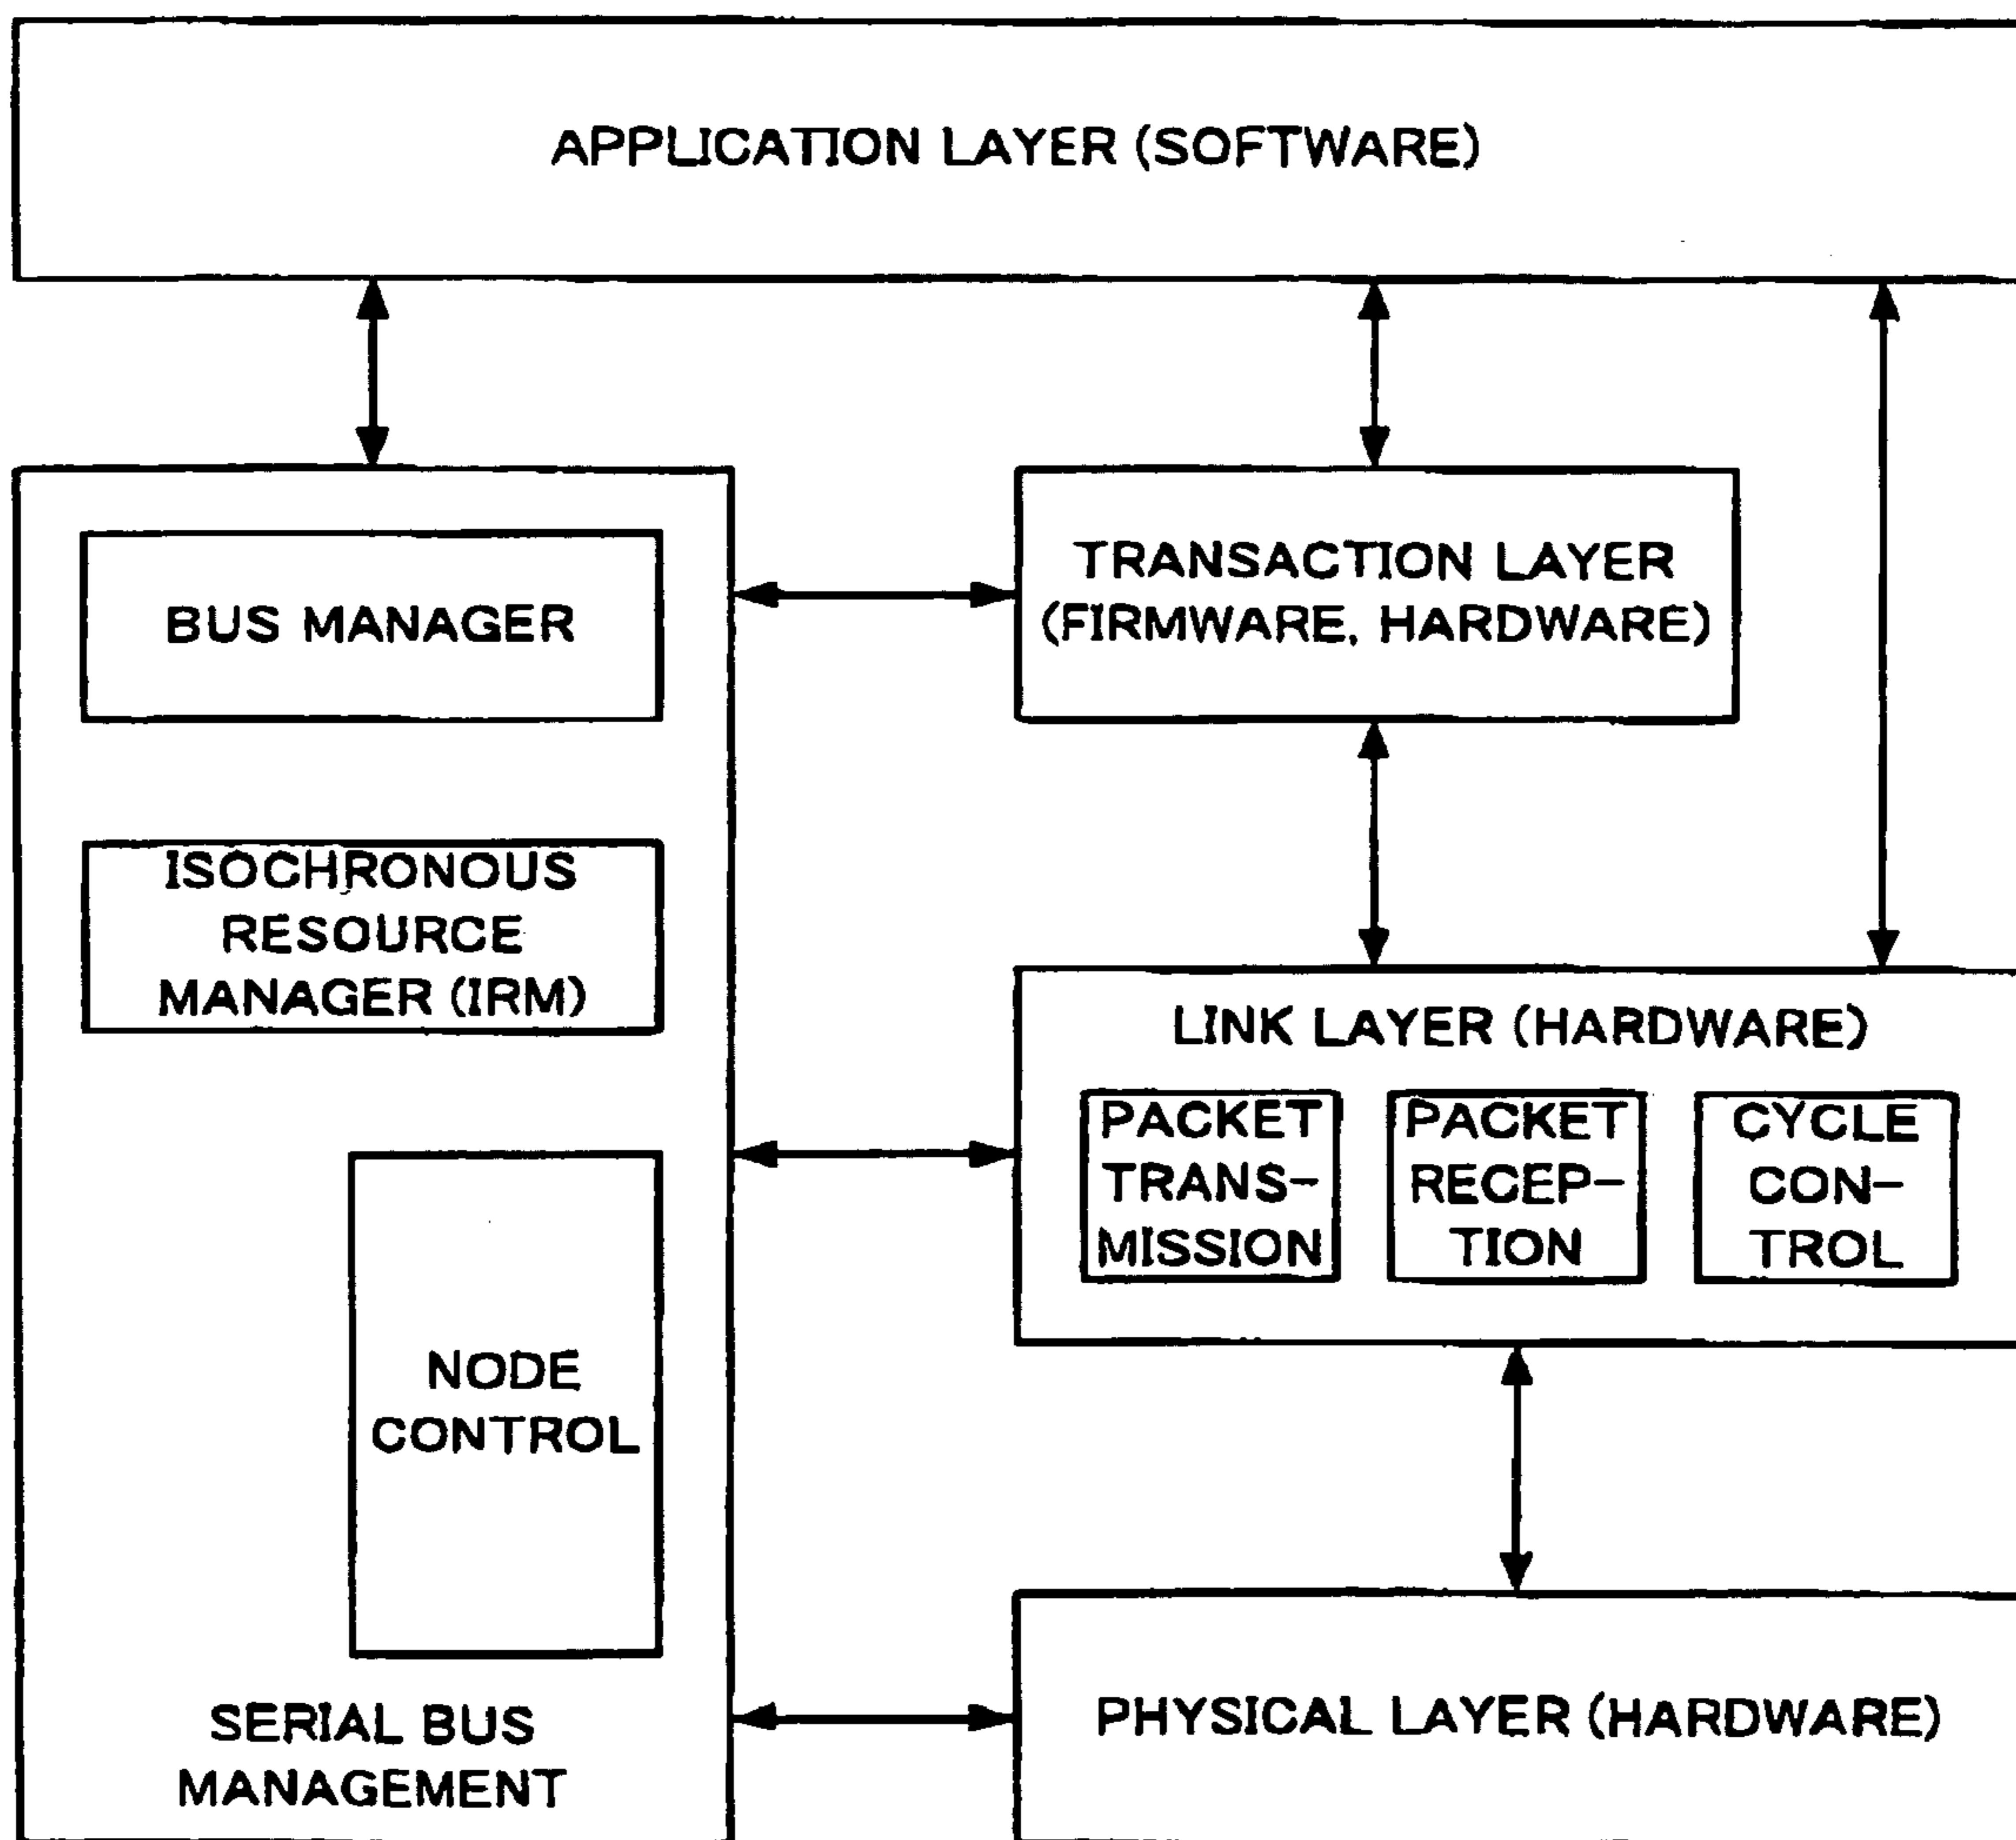 APPLICATION LAYER (SOFTWARE)
BUS MANAGER
TRANSACTION LAYER
(FIRMWARE, HARDWARE)
ISOCHRONOUS
RESOURCE
MANAGER (IRM)
LINK LAYER (HARDWARE)
PACKET
TRANS-
MISSION
PACKET
RECEP-
TION
CYCLE
CON-
TROL
NODE
CONTROL
SERIAL BUS
MANAGEMENT
PHYSICAL LAYER (HARDWARE)